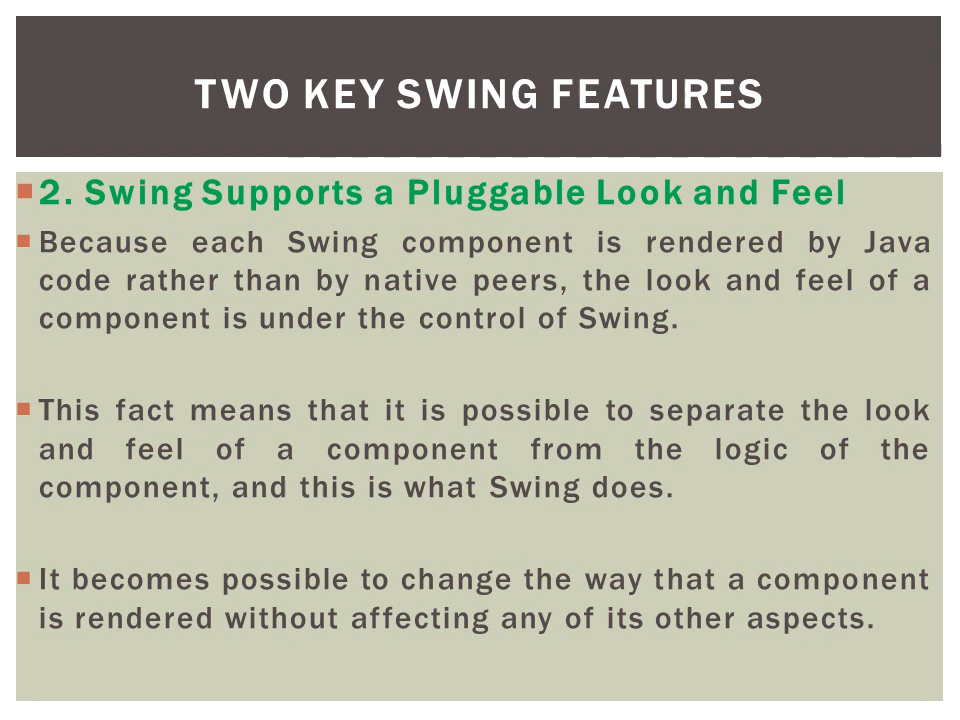 TWO KEY SWING FEATURES
2. Swing Supports a Pluggable Look and Feel
Because each Swing component is rendered by Java
code rather than by native peers, the look and feel of a
component is under the control of Swing.
This fact means that it is possible to separate the look
and feel of a component from the logic of the
component, and this is what Swing does.
It becomes possible to change the way that a component
is rendered without affecting any of its other aspects.